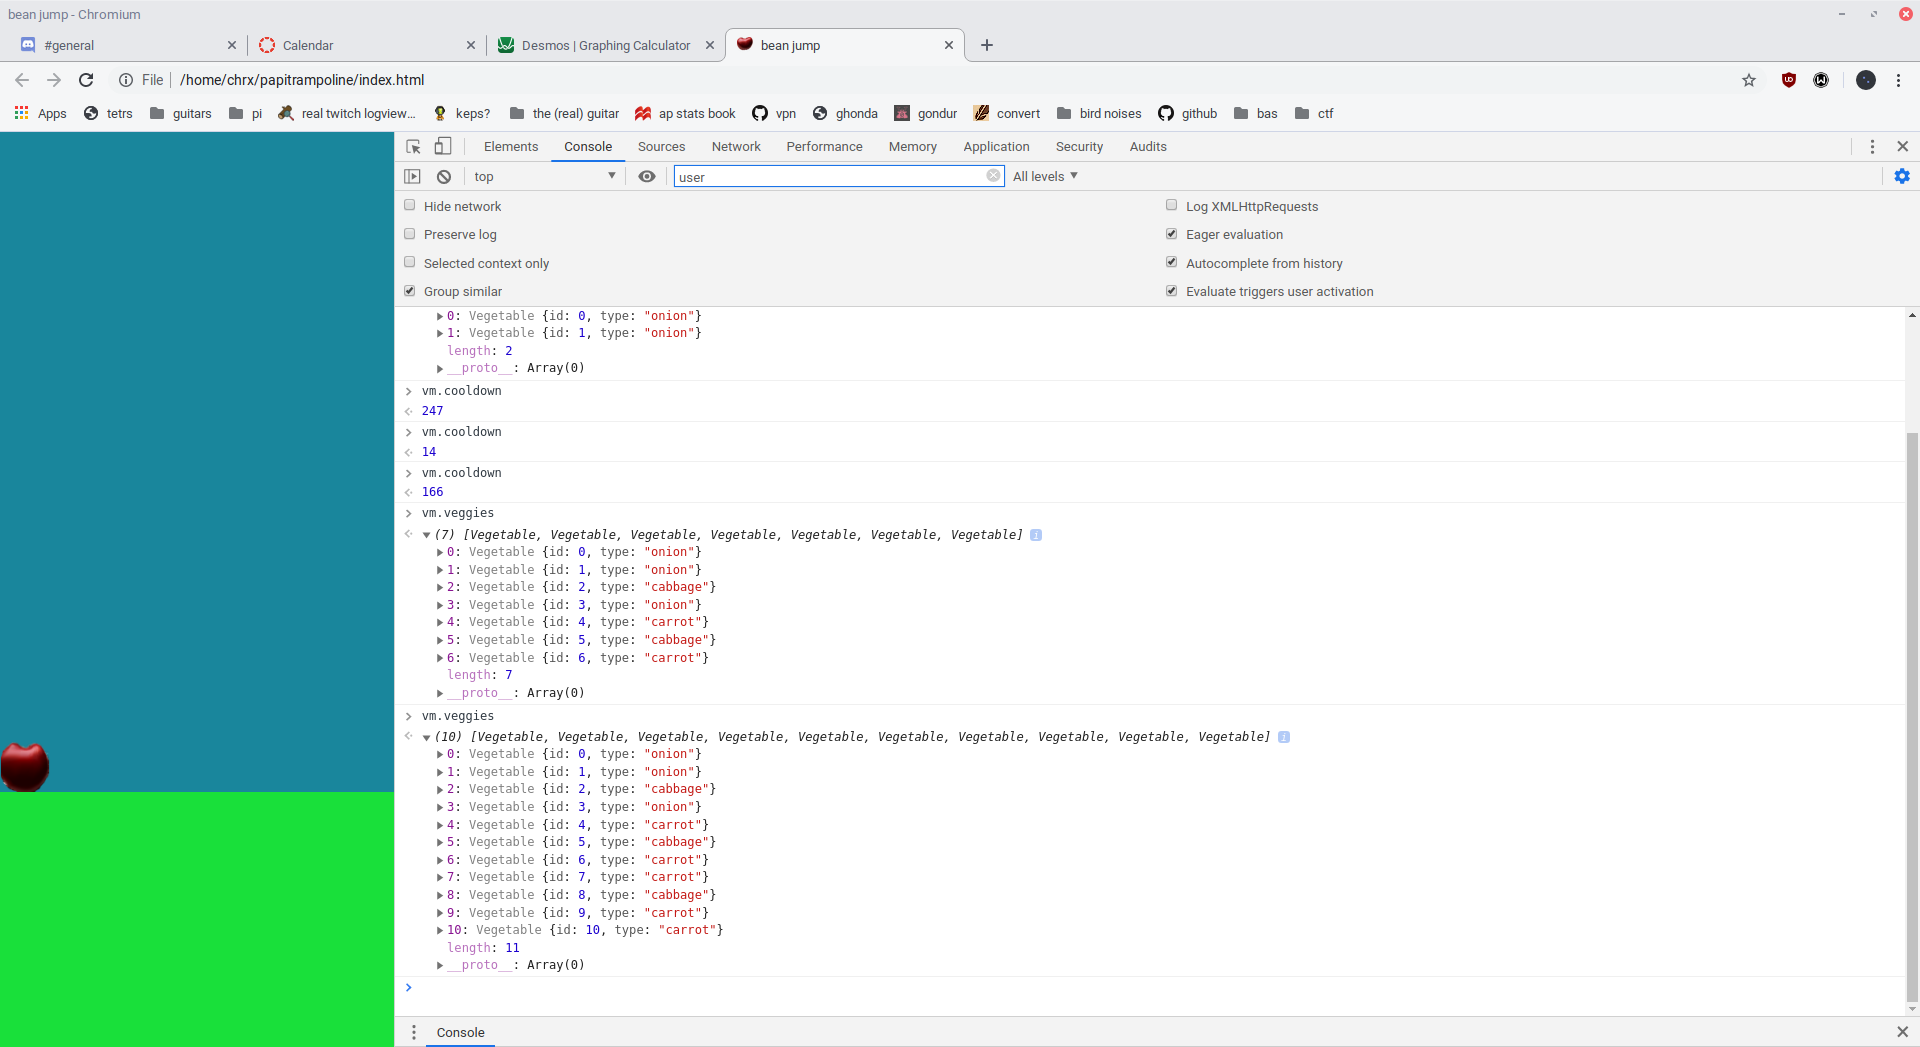 bean jump - Chromium
#general
Calendar
Desmos | Graphing Calculator
bean jump
File
/home/chrx/papitrampoline/index.html
Apps
tetrs
guitars
pi
real twitch logview...
keps?
the (real) guitar
ap stats book
vpn
ghonda
gondur
convert
bird noises
github
bas
ctf
Elements
Console
Sources
Network
Performance
Memory
Application
Security
Audits
top
user
All levels
Hide network
Log XMLHttpRequests
Preserve log
Eager evaluation
Selected context only
Autocomplete from history
Group similar
Evaluate triggers user activation
0: Vegetable {id: 0, type: "onion"}
1: Vegetable {id: 1, type: "onion"}
length: 2
__proto__: Array(0)
vm.cooldown
247
vm.cooldown
14
vm.cooldown
166
vm.veggies
(7) [Vegetable, Vegetable, Vegetable, Vegetable, Vegetable, Vegetable, Vegetable]
0: Vegetable {id: 0, type: "onion"}
1: Vegetable {id: 1, type: "onion"}
2: Vegetable {id: 2, type: "cabbage"}
3: Vegetable {id: 3, type: "onion"}
4: Vegetable {id: 4, type: "carrot"}
5: Vegetable {id: 5, type: "cabbage"}
6: Vegetable {id: 6, type: "carrot"}
length: 7
__proto__: Array(0)
vm.veggies
(10) [Vegetable, Vegetable, Vegetable, Vegetable, Vegetable, Vegetable, Vegetable, Vegetable, Vegetable, Vegetable]
0: Vegetable {id: 0, type: "onion"}
1: Vegetable {id: 1, type: "onion"}
2: Vegetable {id: 2, type: "cabbage"}
3: Vegetable {id: 3, type: "onion"}
4: Vegetable {id: 4, type: "carrot"}
5: Vegetable {id: 5, type: "cabbage"}
6: Vegetable {id: 6, type: "carrot"}
7: Vegetable {id: 7, type: "carrot"}
8: Vegetable {id: 8, type: "cabbage"}
9: Vegetable {id: 9, type: "carrot"}
10: Vegetable {id: 10, type: "carrot"}
length: 11
__proto__: Array(0)
Console